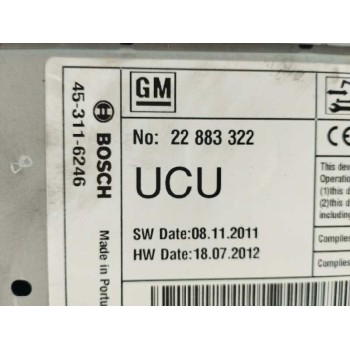 GM
No: 22 883 322
UCU
SW Date:08.11.2011
HW Date:18.07.2012
BOSCH
45-311-6246
Made in Portu
CE
This dev
Operation
(1)this d
(2)this d
including
Complies
Complies